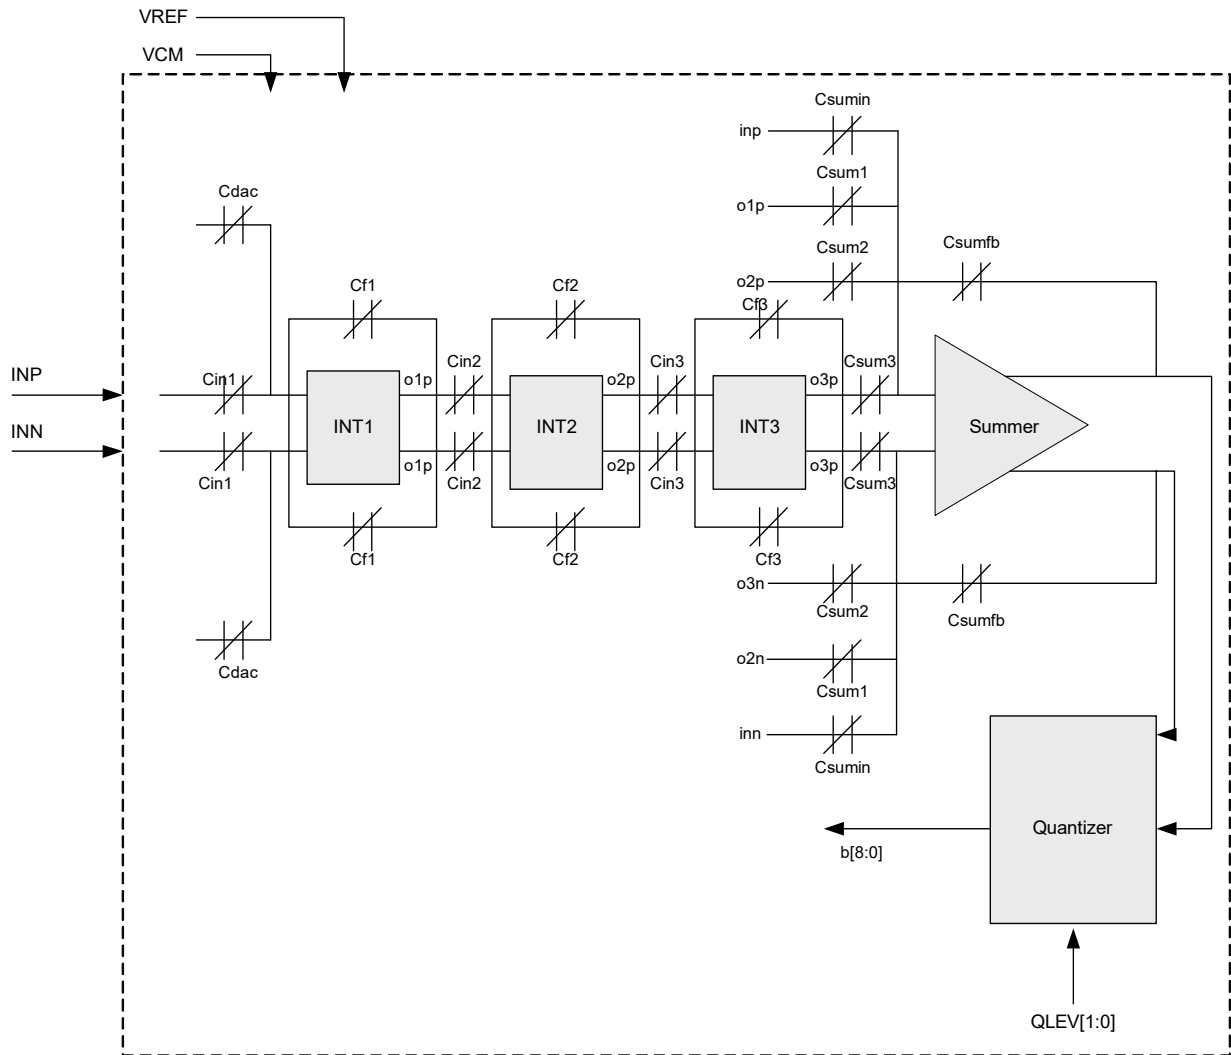 VREF
VCM
Csumin
inp
Csum1
o1p
Cdac
Csum2
Csumfb
o2p
Cf1
Cf2
Cf3
INP
Cin1
o1p
Cin2
o2p
Cin3
o3p
Csum3
INT1
INT2
INT3
Summer
INN
Cin1
o1p
Cin2
o2p
Cin3
o3p
Csum3
Cf1
Cf2
Cf3
o3n
Csum2
Csumfb
Cdac
o2n
Csum1
inn
Csumin
Quantizer
b[8:0]
QLEV[1:0]